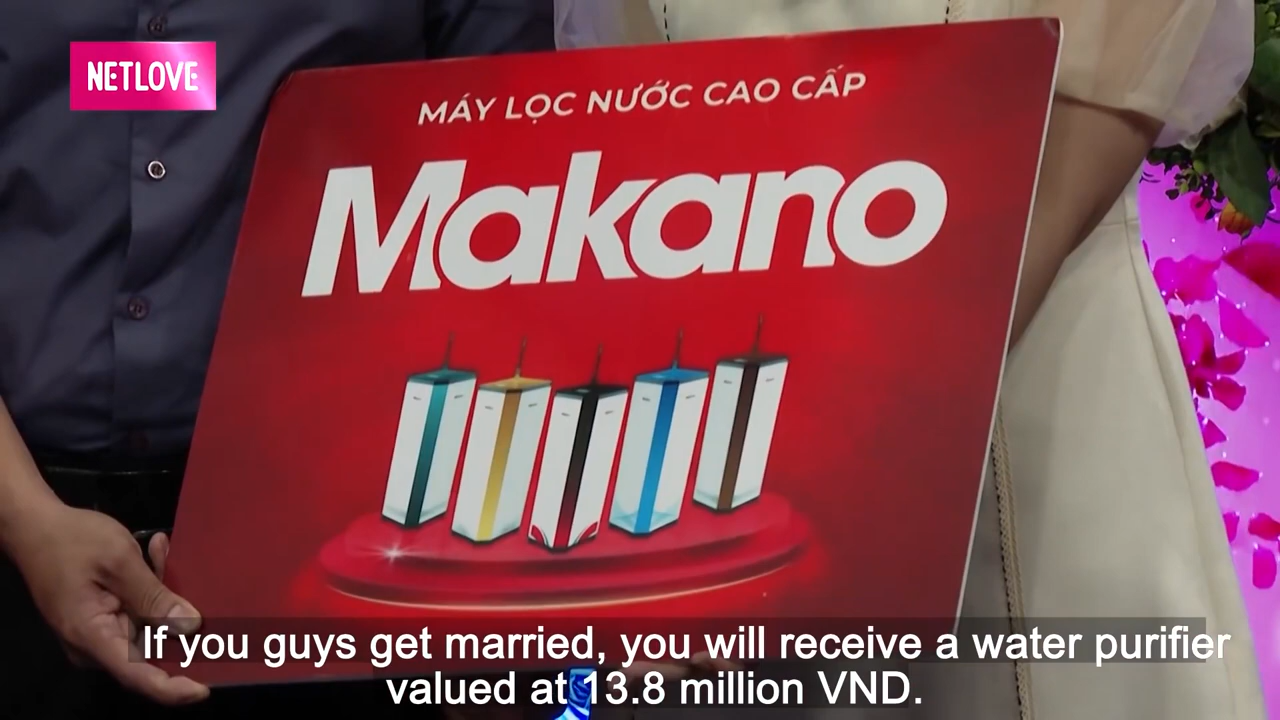 NETLOVE
MÁY LỌC NƯỚC CAO CẤP
Makano
If you guys get married, you will receive a water purifier
valued at 13.8 million VND.